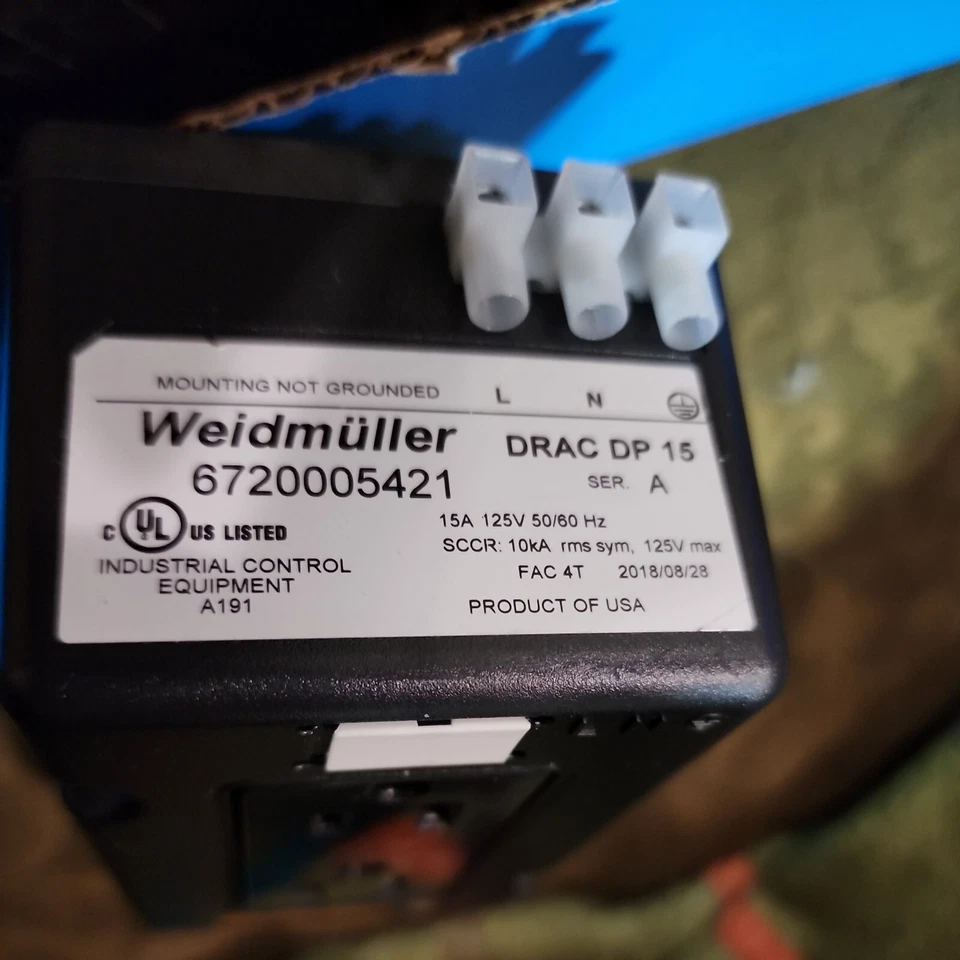 MOUNTING NOT GROUNDED L N
Weidmüller DRAC DP 15
6720005421 SER. A
C UL US LISTED 15A 125V 50/60 Hz
SCCR: 10kA rms sym, 125V max
INDUSTRIAL CONTROL
EQUIPMENT
A191
FAC 4T 2018/08/28
PRODUCT OF USA
L N